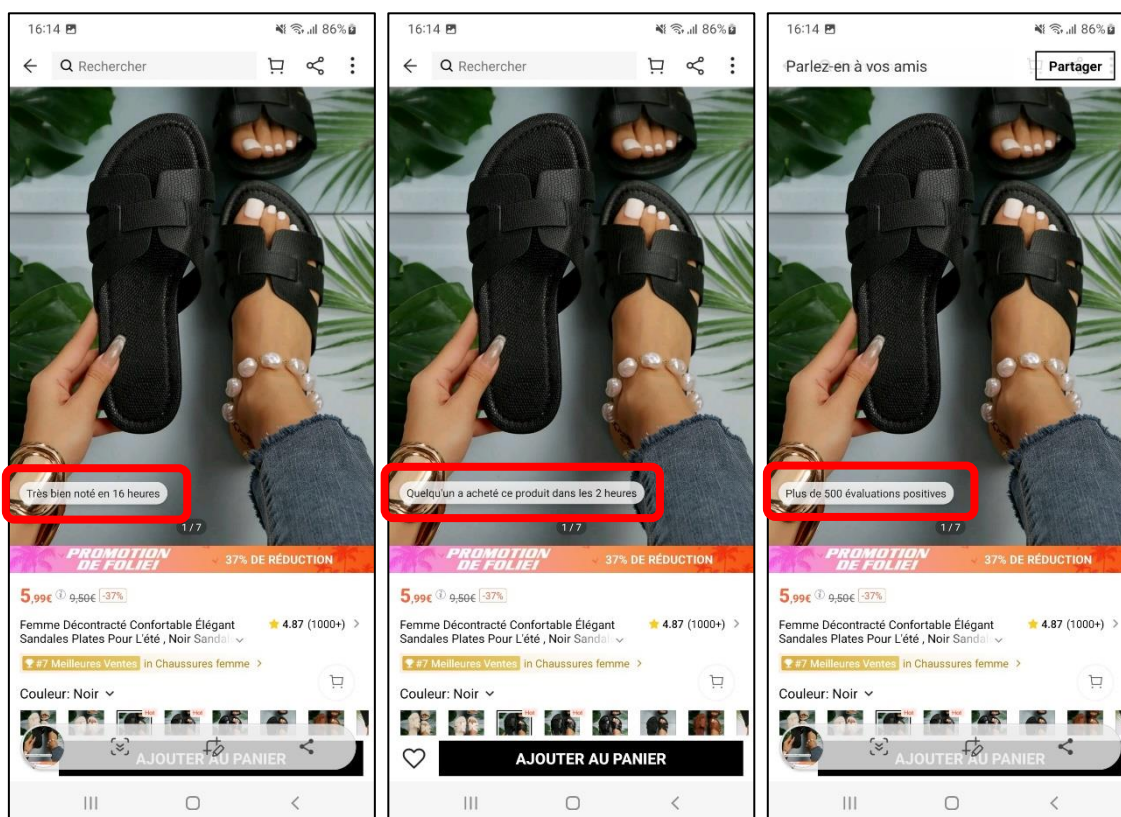 16:14
86%
Rechercher
Très bien noté en 16 heures
1/7
PROMOTION
DE FOLIE!
37% DE RÉDUCTION
5,99€ 9,50€ -37%
Femme Décontracté Confortable Élégant
Sandales Plates Pour L'été , Noir Sandal
4.87 (1000+)
#7 Meilleures Ventes in Chaussures femme
Couleur: Noir
Hot
Hot
AJOUTER AU PANIER
16:14
86%
Rechercher
Quelqu'un a acheté ce produit dans les 2 heures
1/7
PROMOTION
DE FOLIE!
37% DE RÉDUCTION
5,99€ 9,50€ -37%
Femme Décontracté Confortable Élégant
Sandales Plates Pour L'été , Noir Sandal
4.87 (1000+)
#7 Meilleures Ventes in Chaussures femme
Couleur: Noir
Hot
Hot
AJOUTER AU PANIER
16:14
86%
Parlez-en à vos amis
Partager
Plus de 500 évaluations positives
1/7
PROMOTION
DE FOLIE!
37% DE RÉDUCTION
5,99€ 9,50€ -37%
Femme Décontracté Confortable Élégant
Sandales Plates Pour L'été , Noir Sandal
4.87 (1000+)
#7 Meilleures Ventes in Chaussures femme
Couleur: Noir
Hot
Hot
AJOUTER AU PANIER